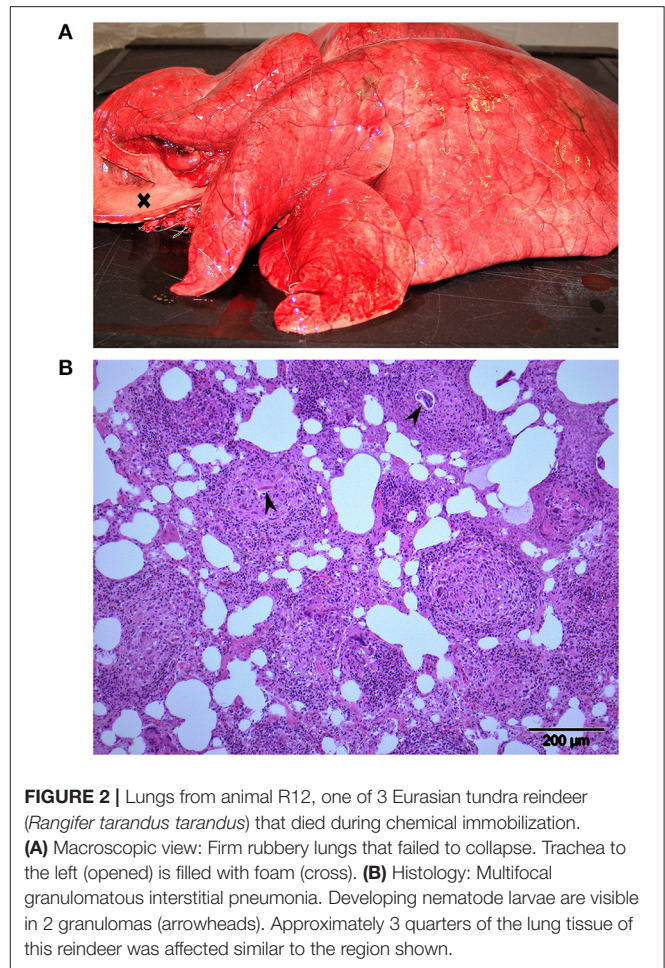 A
B
200 µm
FIGURE 2 | Lungs from animal R12, one of 3 Eurasian tundra reindeer
(Rangifer tarandus tarandus) that died during chemical immobilization.
(A) Macroscopic view: Firm rubbery lungs that failed to collapse. Trachea to
the left (opened) is filled with foam (cross). (B) Histology: Multifocal
granulomatous interstitial pneumonia. Developing nematode larvae are visible
in 2 granulomas (arrowheads). Approximately 3 quarters of the lung tissue of
this reindeer was affected similar to the region shown.